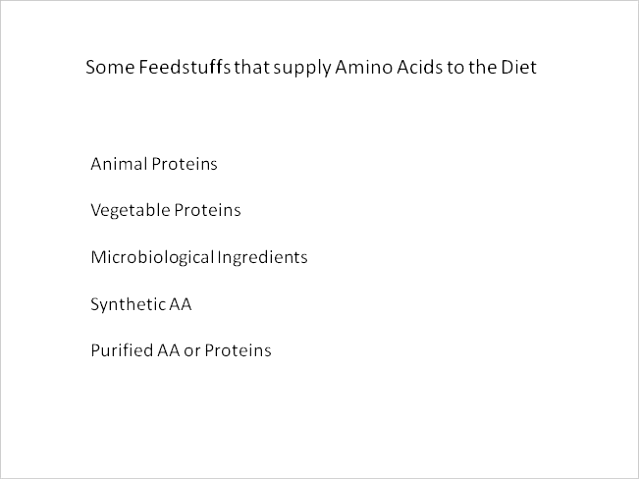 Some Feedstuffs that supply Amino Acids to the Diet
Animal Proteins
Vegetable Proteins
Microbiological Ingredients
Synthetic AA
Purified AA or Proteins